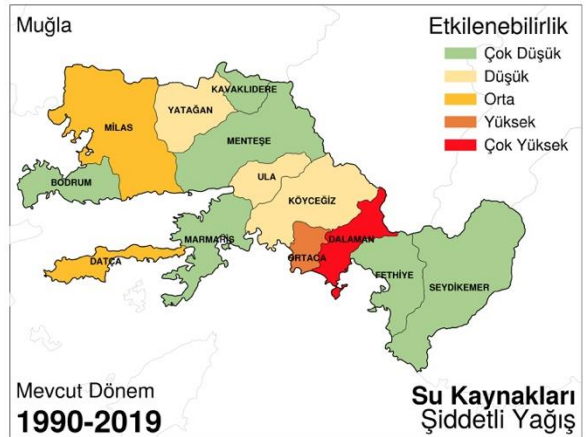 Muğla
Etkilenebilirlik
Çok Düşük
Düşük
Orta
Yüksek
Çok Yüksek
KAVAKLIDERE
YATAĞAN
MİLAS
MENTEŞE
ULA
BODRUM
KÖYCEĞİZ
MARMARİS
DALAMAN
DATÇA
ORTACA
FETHİYE
SEYDİKEMER
Mevcut Dönem
1990-2019
Su Kaynakları
Şiddetli Yağış